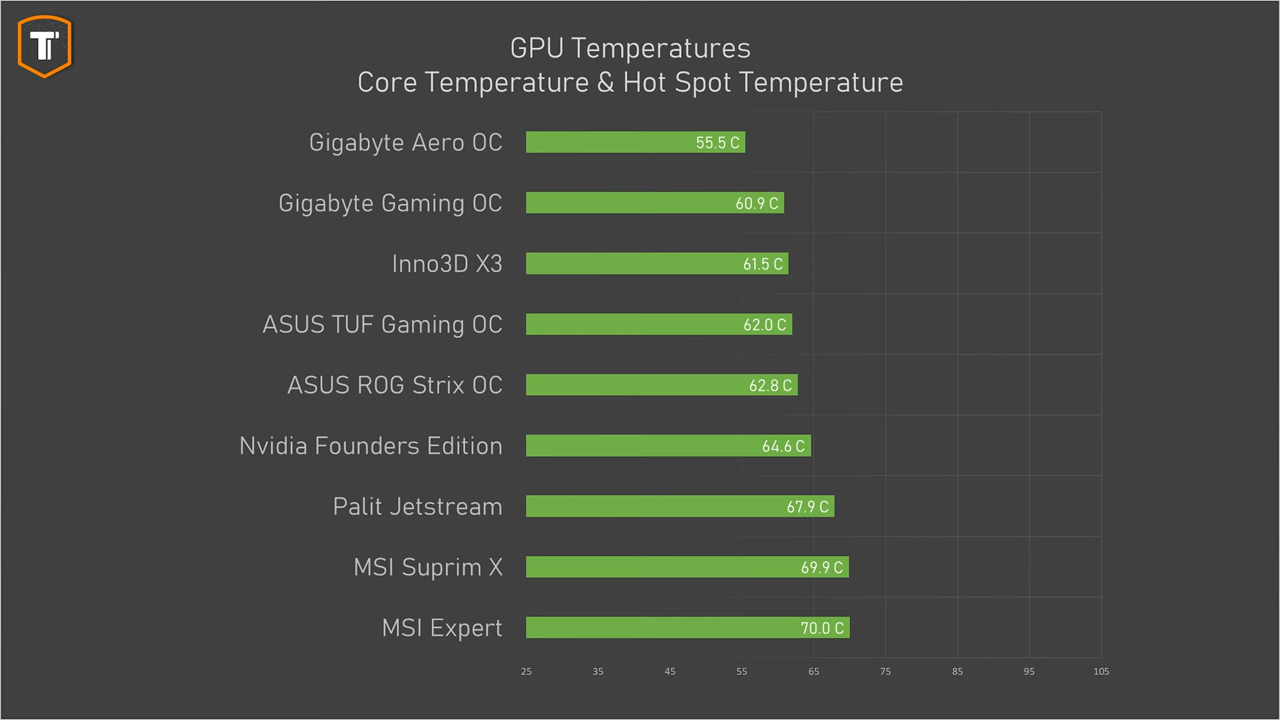 GPU Temperatures
Core Temperature & Hot Spot Temperature
Gigabyte Aero OC 55.5 C
Gigabyte Gaming OC 60.9 C
Inno3D X3 61.5 C
ASUS TUF Gaming OC 62.0 C
ASUS ROG Strix OC 62.8 C
Nvidia Founders Edition 64.6 C
Palit Jetstream 67.9 C
MSI Suprim X 69.9 C
MSI Expert 70.0 C
25 35 45 55 65 75 85 95 105